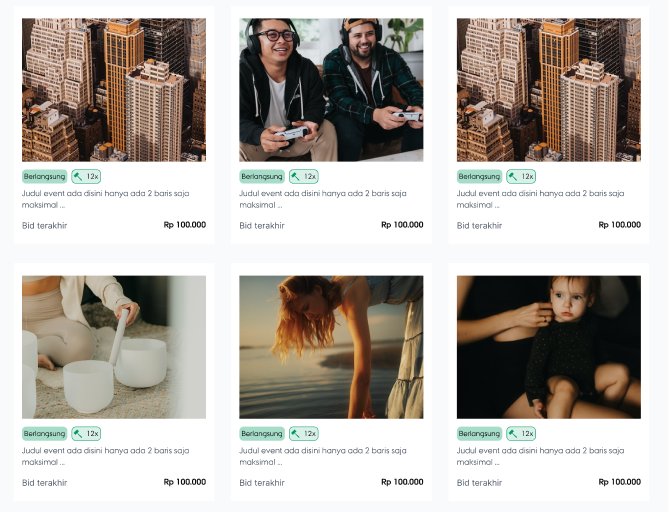 Berlangsung 12x
Judul event ada disini hanya ada 2 baris saja
maksimal ...
Bid terakhir Rp 100.000
Berlangsung 12x
Judul event ada disini hanya ada 2 baris saja
maksimal ...
Bid terakhir Rp 100.000
Berlangsung 12x
Judul event ada disini hanya ada 2 baris saja
maksimal ...
Bid terakhir Rp 100.000
Berlangsung 12x
Judul event ada disini hanya ada 2 baris saja
maksimal ...
Bid terakhir Rp 100.000
Berlangsung 12x
Judul event ada disini hanya ada 2 baris saja
maksimal ...
Bid terakhir Rp 100.000
Berlangsung 12x
Judul event ada disini hanya ada 2 baris saja
maksimal ...
Bid terakhir Rp 100.000